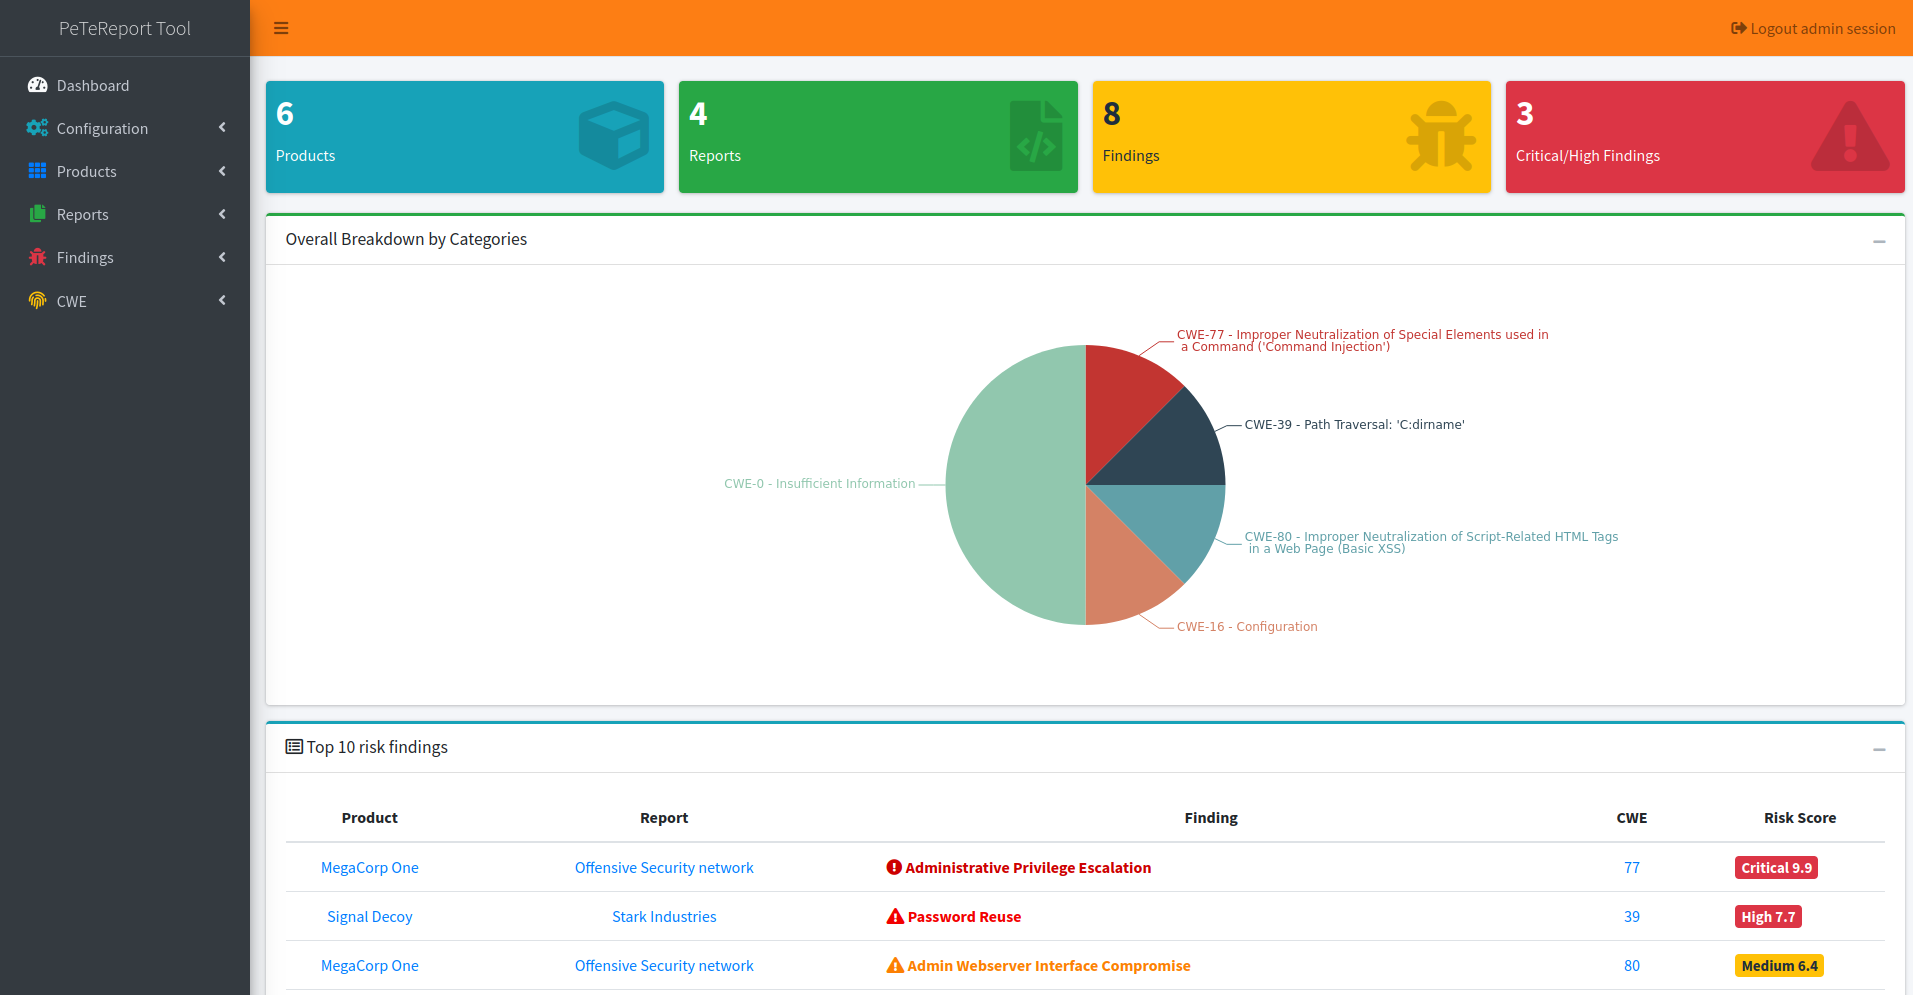 PeTeReport Tool
Logout admin session
Dashboard
Configuration
Products
Reports
Findings
CWE
6
Products
4
Reports
8
Findings
3
Critical/High Findings
Overall Breakdown by Categories
CWE-77 - Improper Neutralization of Special Elements used in
a Command ('Command Injection')
CWE-39 - Path Traversal: 'C:dirname'
CWE-0 - Insufficient Information
CWE-80 - Improper Neutralization of Script-Related HTML Tags
in a Web Page (Basic XSS)
CWE-16 - Configuration
Top 10 risk findings
Product Report Finding CWE Risk Score
MegaCorp One Offensive Security network Administrative Privilege Escalation 77 Critical 9.9
Signal Decoy Stark Industries Password Reuse 39 High 7.7
MegaCorp One Offensive Security network Admin Webserver Interface Compromise 80 Medium 6.4